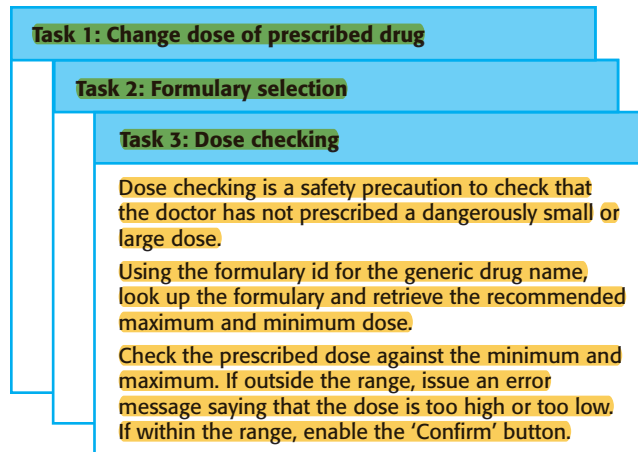 Task 1: Change dose of prescribed drug
Task 2: Formulary selection
Task 3: Dose checking
Dose checking is a safety precaution to check that
the doctor has not prescribed a dangerously small or
large dose.
Using the formulary id for the generic drug name,
look up the formulary and retrieve the recommended
maximum and minimum dose.
Check the prescribed dose against the minimum and
maximum. If outside the range, issue an error
message saying that the dose is too high or too low.
If within the range, enable the ‘Confirm’ button.